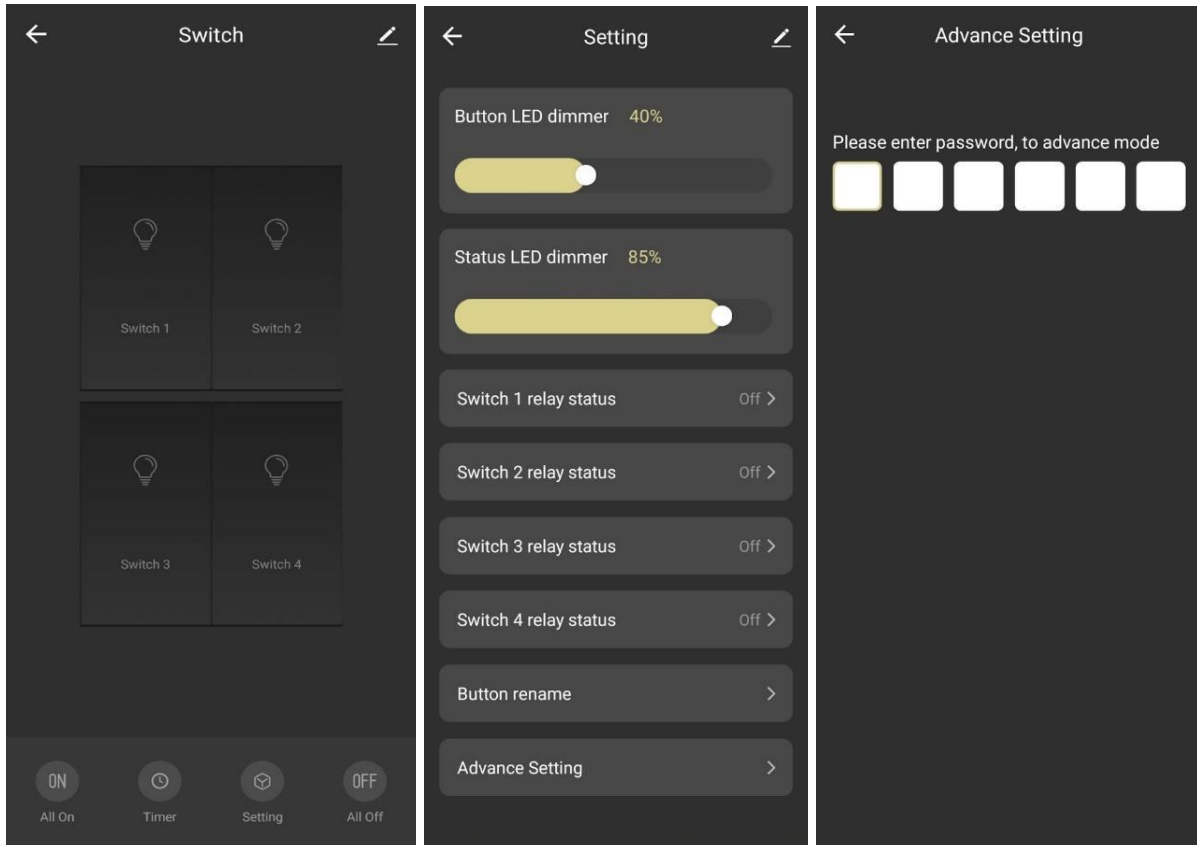 Switch
Switch 1
Switch 2
Switch 3
Switch 4
ON
OFF
All On
Timer
Setting
All Off
Setting
Button LED dimmer 40%
Status LED dimmer 85%
Switch 1 relay status Off
Switch 2 relay status Off
Switch 3 relay status Off
Switch 4 relay status Off
Button rename
Advance Setting
Advance Setting
Please enter password, to advance mode